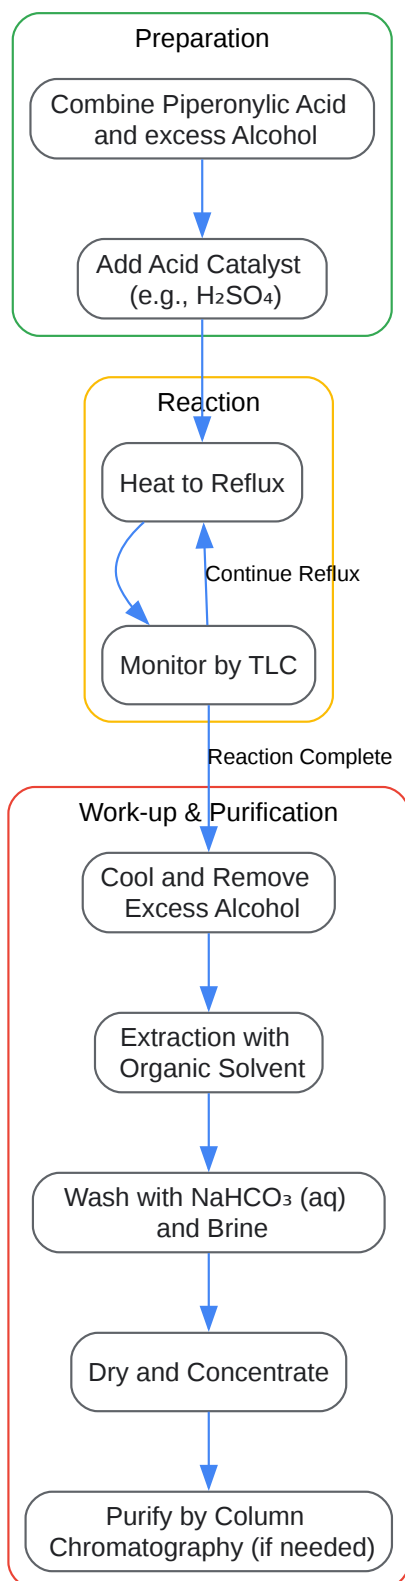 Preparation
Combine Piperonylic Acid
and excess Alcohol
Add Acid Catalyst
(e.g., H₂SO₄)
Reaction
Heat to Reflux
Continue Reflux
Monitor by TLC
Reaction Complete
Work-up & Purification
Cool and Remove
Excess Alcohol
Extraction with
Organic Solvent
Wash with NaHCO₃ (aq)
and Brine
Dry and Concentrate
Purify by Column
Chromatography (if needed)